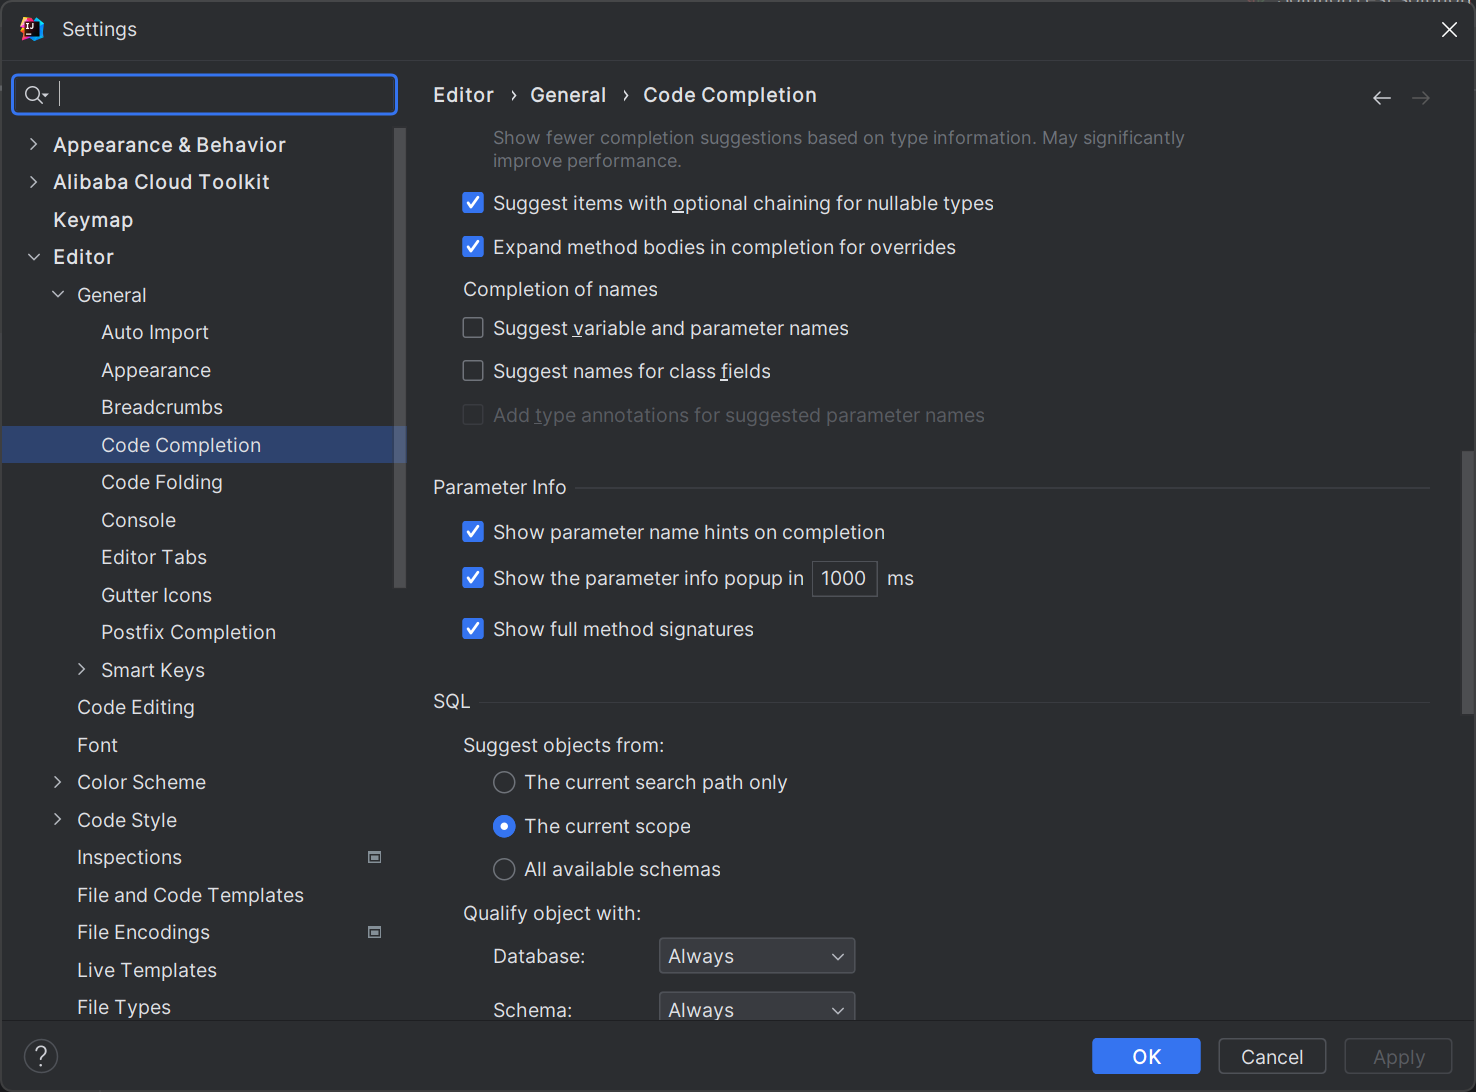 Settings
Appearance & Behavior
Alibaba Cloud Toolkit
Keymap
Editor
General
Auto Import
Appearance
Breadcrumbs
Code Completion
Code Folding
Console
Editor Tabs
Gutter Icons
Postfix Completion
Smart Keys
Code Editing
Font
Color Scheme
Code Style
Inspections
File and Code Templates
File Encodings
Live Templates
File Types
Editor › General › Code Completion
Show fewer completion suggestions based on type information. May significantly
improve performance.
Suggest items with optional chaining for nullable types
Expand method bodies in completion for overrides
Completion of names
Suggest variable and parameter names
Suggest names for class fields
Add type annotations for suggested parameter names
Parameter Info
Show parameter name hints on completion
Show the parameter info popup in 1000 ms
Show full method signatures
SQL
Suggest objects from:
The current search path only
The current scope
All available schemas
Qualify object with:
Database: Always
Schema: Always
?
OK
Cancel
Apply